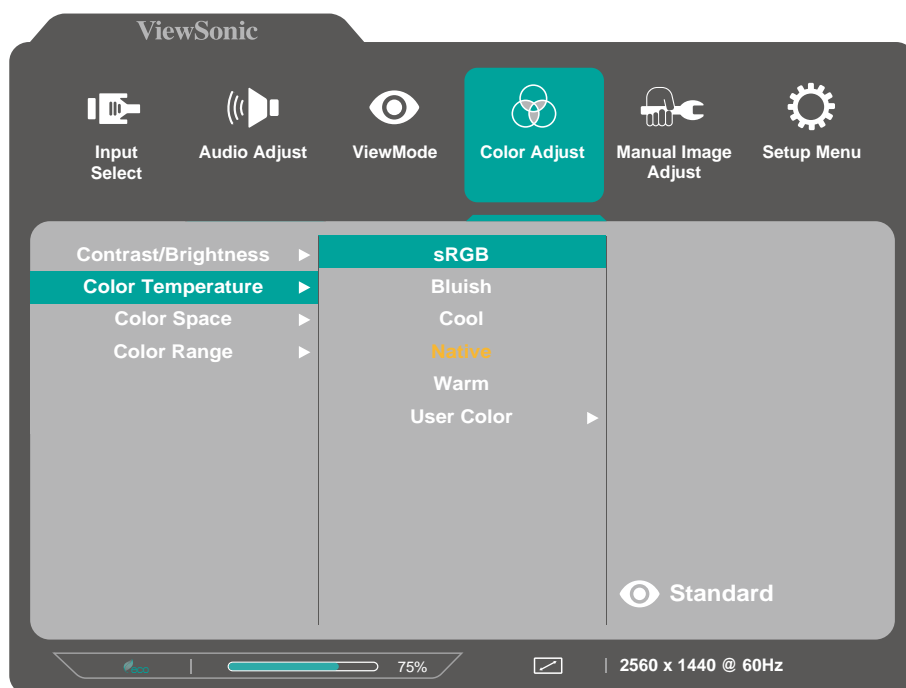 ViewSonic
Input
Select
Audio Adjust
ViewMode
Color Adjust
Manual Image
Adjust
Setup Menu
Contrast/Brightness
Color Temperature
Color Space
Color Range
sRGB
Bluish
Cool
Native
Warm
User Color
Standard
eco
75%
2560 x 1440 @ 60Hz